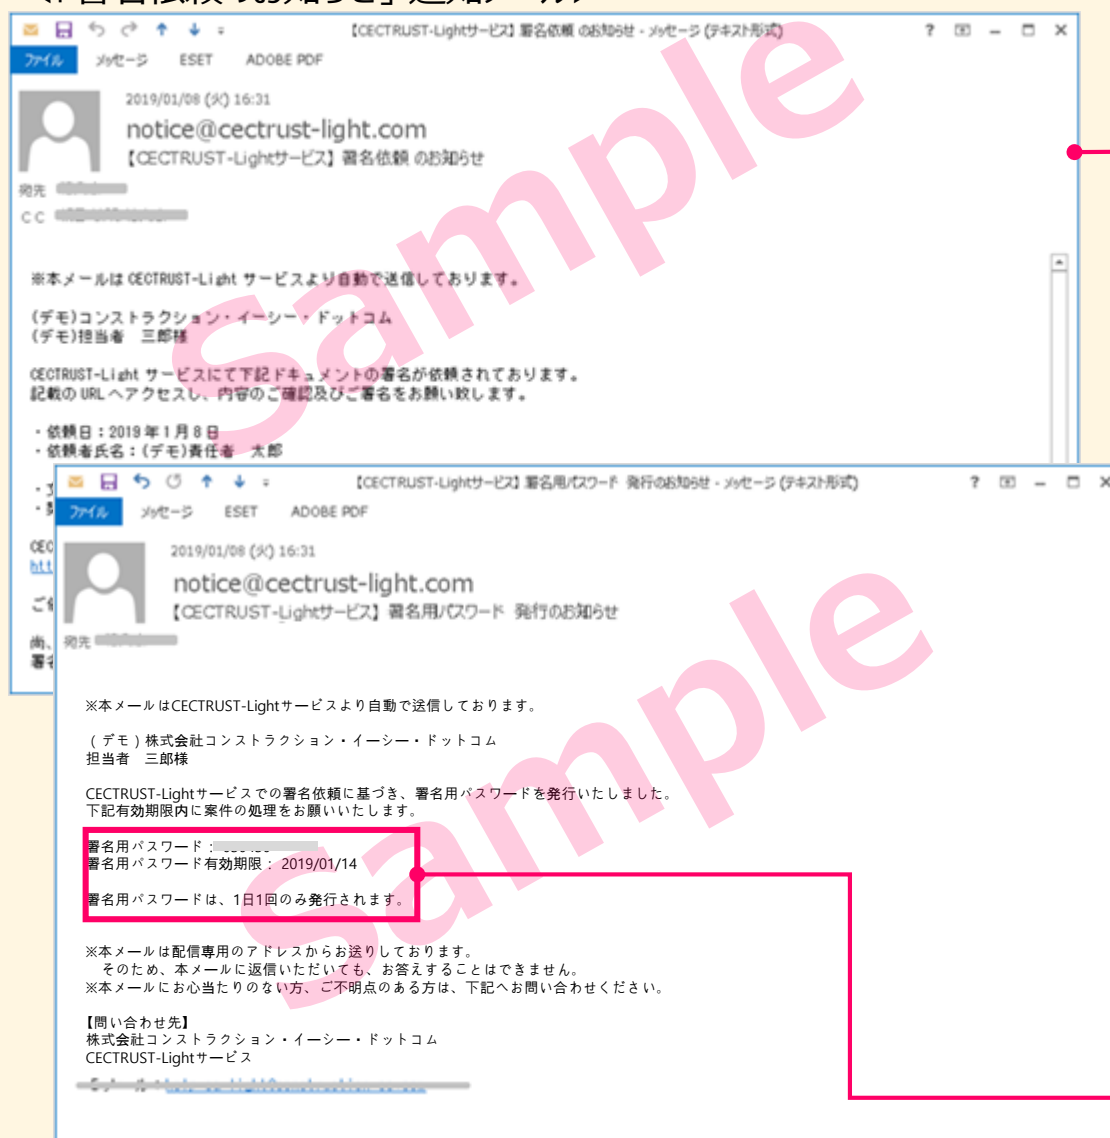 【CECTRUST-Lightサービス】 署名依頼 のお知らせ - メッセージ (テキスト形式)
ファイル メッセージ ESET ADOBE PDF
2019/01/08 (火) 16:31
notice@cectrust-light.com
【CECTRUST-Lightサービス】 署名依頼 のお知らせ
宛先
CC
※本メールは CECTRUST-Light サービスより自動で送信しております。
(デモ)コンストラクション・イーシー・ドットコム
(デモ)担当者 三郎様
CECTRUST-Light サービスにて下記ドキュメントの署名が依頼されております。
記載の URL へアクセスし、内容のご確認及びご署名をお願い致します。
・依頼日：2019 年 1 月 8 日
・依頼者氏名：(デモ)責任者 太郎
Sample
【CECTRUST-Lightサービス】 署名用パスワード 発行のお知らせ - メッセージ (テキスト形式)
ファイル メッセージ ESET ADOBE PDF
2019/01/08 (火) 16:31
notice@cectrust-light.com
【CECTRUST-Lightサービス】 署名用パスワード 発行のお知らせ
宛先
※本メールはCECTRUST-Lightサービスより自動で送信しております。
（デモ）株式会社コンストラクション・イーシー・ドットコム
担当者 三郎様
CECTRUST-Lightサービスでの署名依頼に基づき、署名用パスワードを発行いたしました。
下記有効期限内に案件の処理をお願いいたします。
署名用パスワード：
署名用パスワード有効期限： 2019/01/14
署名用パスワードは、1日1回のみ発行されます。
※本メールは配信専用のアドレスからお送りしております。
そのため、本メールに返信いただいても、お答えすることはできません。
※本メールにお心当たりのない方、ご不明点のある方は、下記へお問い合わせください。
【問い合わせ先】
株式会社コンストラクション・イーシー・ドットコム
CECTRUST-Lightサービス
Sample